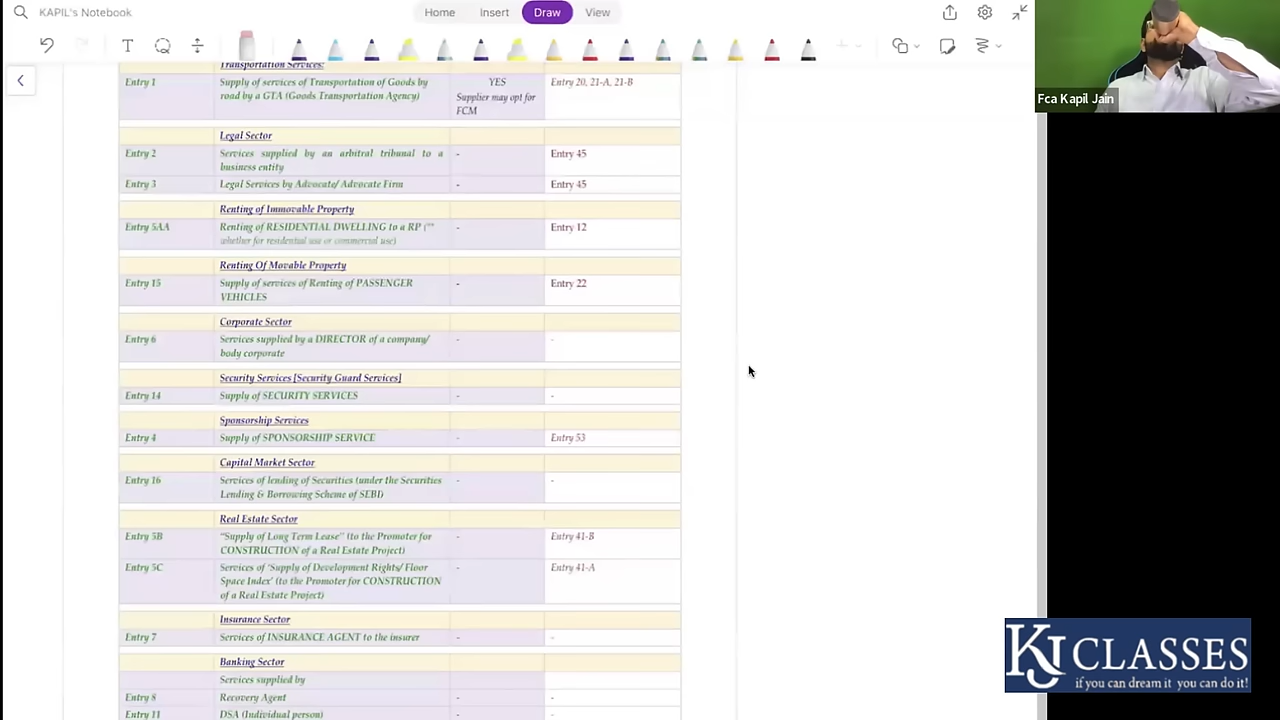 KAPIL's Notebook
Home
Insert
Draw
View
Fca Kapil Jain
Transportation Services:
Entry 1
Supply of services of Transportation of Goods by
road by a GTA (Goods Transportation Agency)
YES
Supplier may opt for
FCM
Entry 20, 21-A, 21-B
Legal Sector
Entry 2
Services supplied by an arbitral tribunal to a
business entity
-
Entry 45
Entry 3
Legal Services by Advocate/ Advocate Firm
-
Entry 45
Renting of Immovable Property
Entry 5AA
Renting of RESIDENTIAL DWELLING to a RP (**
whether for residential use or commercial use)
-
Entry 12
Renting Of Movable Property
Entry 15
Supply of services of Renting of PASSENGER
VEHICLES
-
Entry 22
Corporate Sector
Entry 6
Services supplied by a DIRECTOR of a company/
body corporate
-
-
Security Services [Security Guard Services]
Entry 14
Supply of SECURITY SERVICES
-
-
Sponsorship Services
Entry 4
Supply of SPONSORSHIP SERVICE
-
Entry 53
Capital Market Sector
Entry 16
Services of lending of Securities (under the Securities
Lending & Borrowing Scheme of SEBI)
-
-
Real Estate Sector
Entry 5B
"Supply of Long Term Lease" (to the Promoter for
CONSTRUCTION of a Real Estate Project)
-
Entry 41-B
Entry 5C
Services of 'Supply of Development Rights/ Floor
Space Index' (to the Promoter for CONSTRUCTION
of a Real Estate Project)
-
Entry 41-A
Insurance Sector
Entry 7
Services of INSURANCE AGENT to the insurer
-
-
Banking Sector
Services supplied by
Entry 8
Recovery Agent
-
-
Entry 11
DSA (Individual person)
-
-
KJ CLASSES
if you can dream it you can do it!